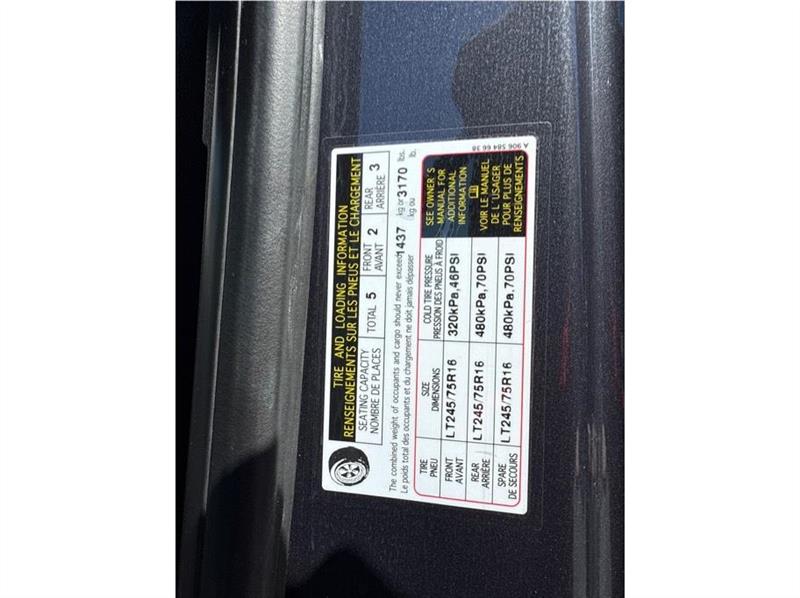 TIRE AND LOADING INFORMATION
RENSEIGNEMENTS SUR LES PNEUS ET LE CHARGEMENT
SEATING CAPACITY
NOMBRE DE PLACES
TOTAL 5
FRONT
AVANT
2
REAR
ARRIÈRE
3
The combined weight of occupants and cargo should never exceed 1437 kg or 3170 lbs.
Le poids total des occupants et du chargement ne doit jamais dépasser kg ou lb.
TIRE
PNEU
SIZE
DIMENSIONS
COLD TIRE PRESSURE
PRESSION DES PNEUS À FROID
FRONT
AVANT
LT245/75R16
320kPa,46PSI
REAR
ARRIÈRE
LT245/75R16
480kPa,70PSI
SPARE
DE SECOURS
LT245/75R16
480kPa,70PSI
SEE OWNER'S
MANUAL FOR
ADDITIONAL
INFORMATION
VOIR LE MANUEL
DE L'USAGER
POUR PLUS DE
RENSEIGNEMENTS
A 906 584 66 38